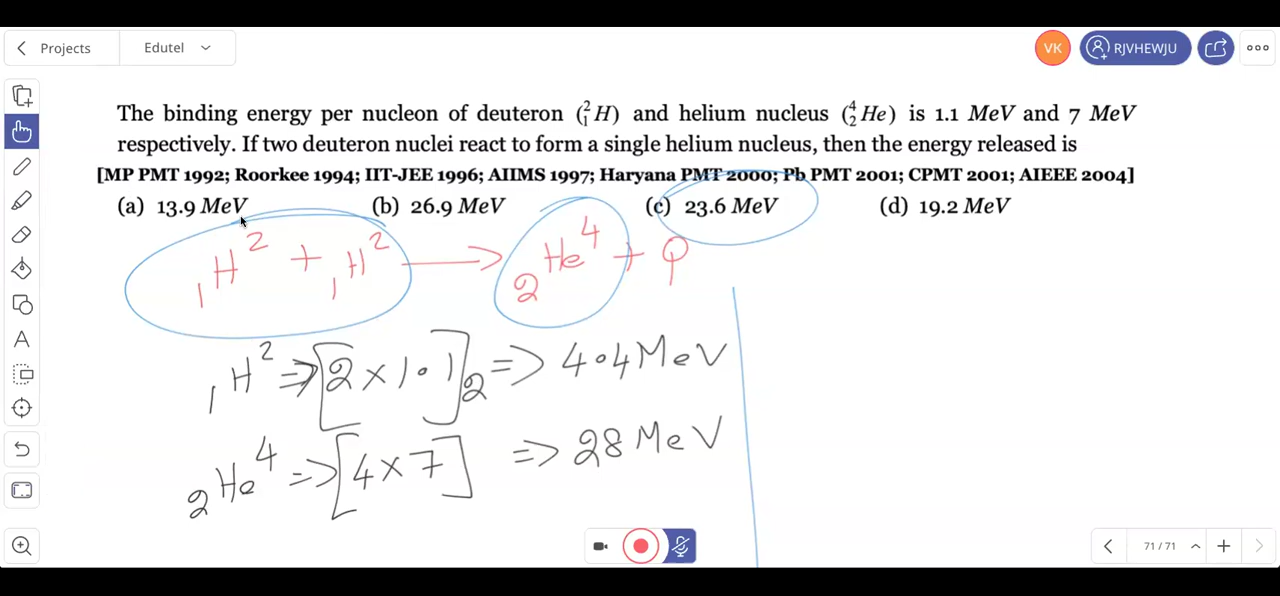 Projects
Edutel
VK
RJVHEWJU
The binding energy per nucleon of deuteron (²₁H) and helium nucleus (⁴₂He) is 1.1 MeV and 7 MeV
respectively. If two deuteron nuclei react to form a single helium nucleus, then the energy released is
[MP PMT 1992; Roorkee 1994; IIT-JEE 1996; AIIMS 1997; Haryana PMT 2000; Pb PMT 2001; CPMT 2001; AIEEE 2004]
(a) 13.9 MeV (b) 26.9 MeV (c) 23.6 MeV (d) 19.2 MeV
₁H² + ₁H² → ₂He⁴ + Q
₁H² ⇒ [2 × 1.1]2 ⇒ 4.4 MeV
₂He⁴ ⇒ [4 × 7] ⇒ 28 MeV
A
71 / 71